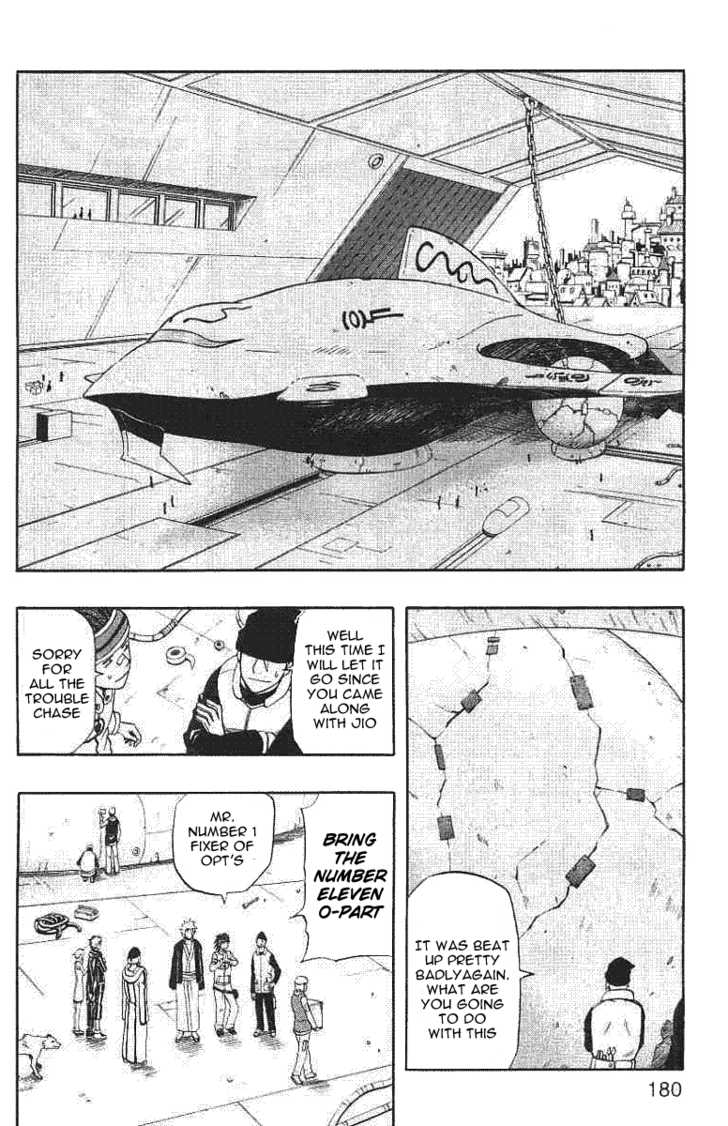 IT WAS BEAT
UP PRETTY
BADLYAGAIN.
WHAT ARE
YOU GOING
TO DO
WITH THIS
WELL
THIS TIME I
WILL LET IT
GO SINCE
YOU CAME
ALONG
WITH JIO
SORRY
FOR
ALL THE
TROUBLE
CHASE
BRING
THE
NUMBER
ELEVEN
O-PART
MR.
NUMBER 1
FIXER OF
OPT'S
180